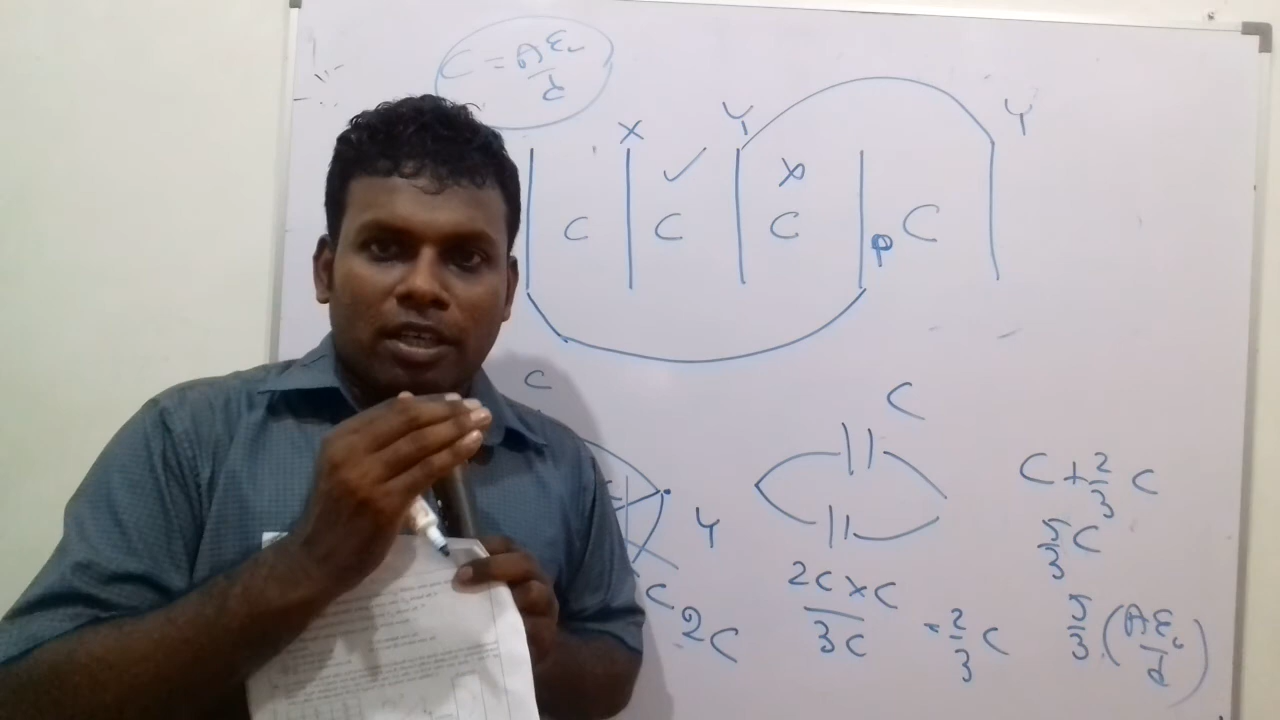 C = Aε₀/d
X Y Y
✓ x
C C C P C
C
C
C + 2/3 C
5/3 C
Y
C
2C
2C x C / 3C = 2/3 C
5/3 (Aε₀/d)